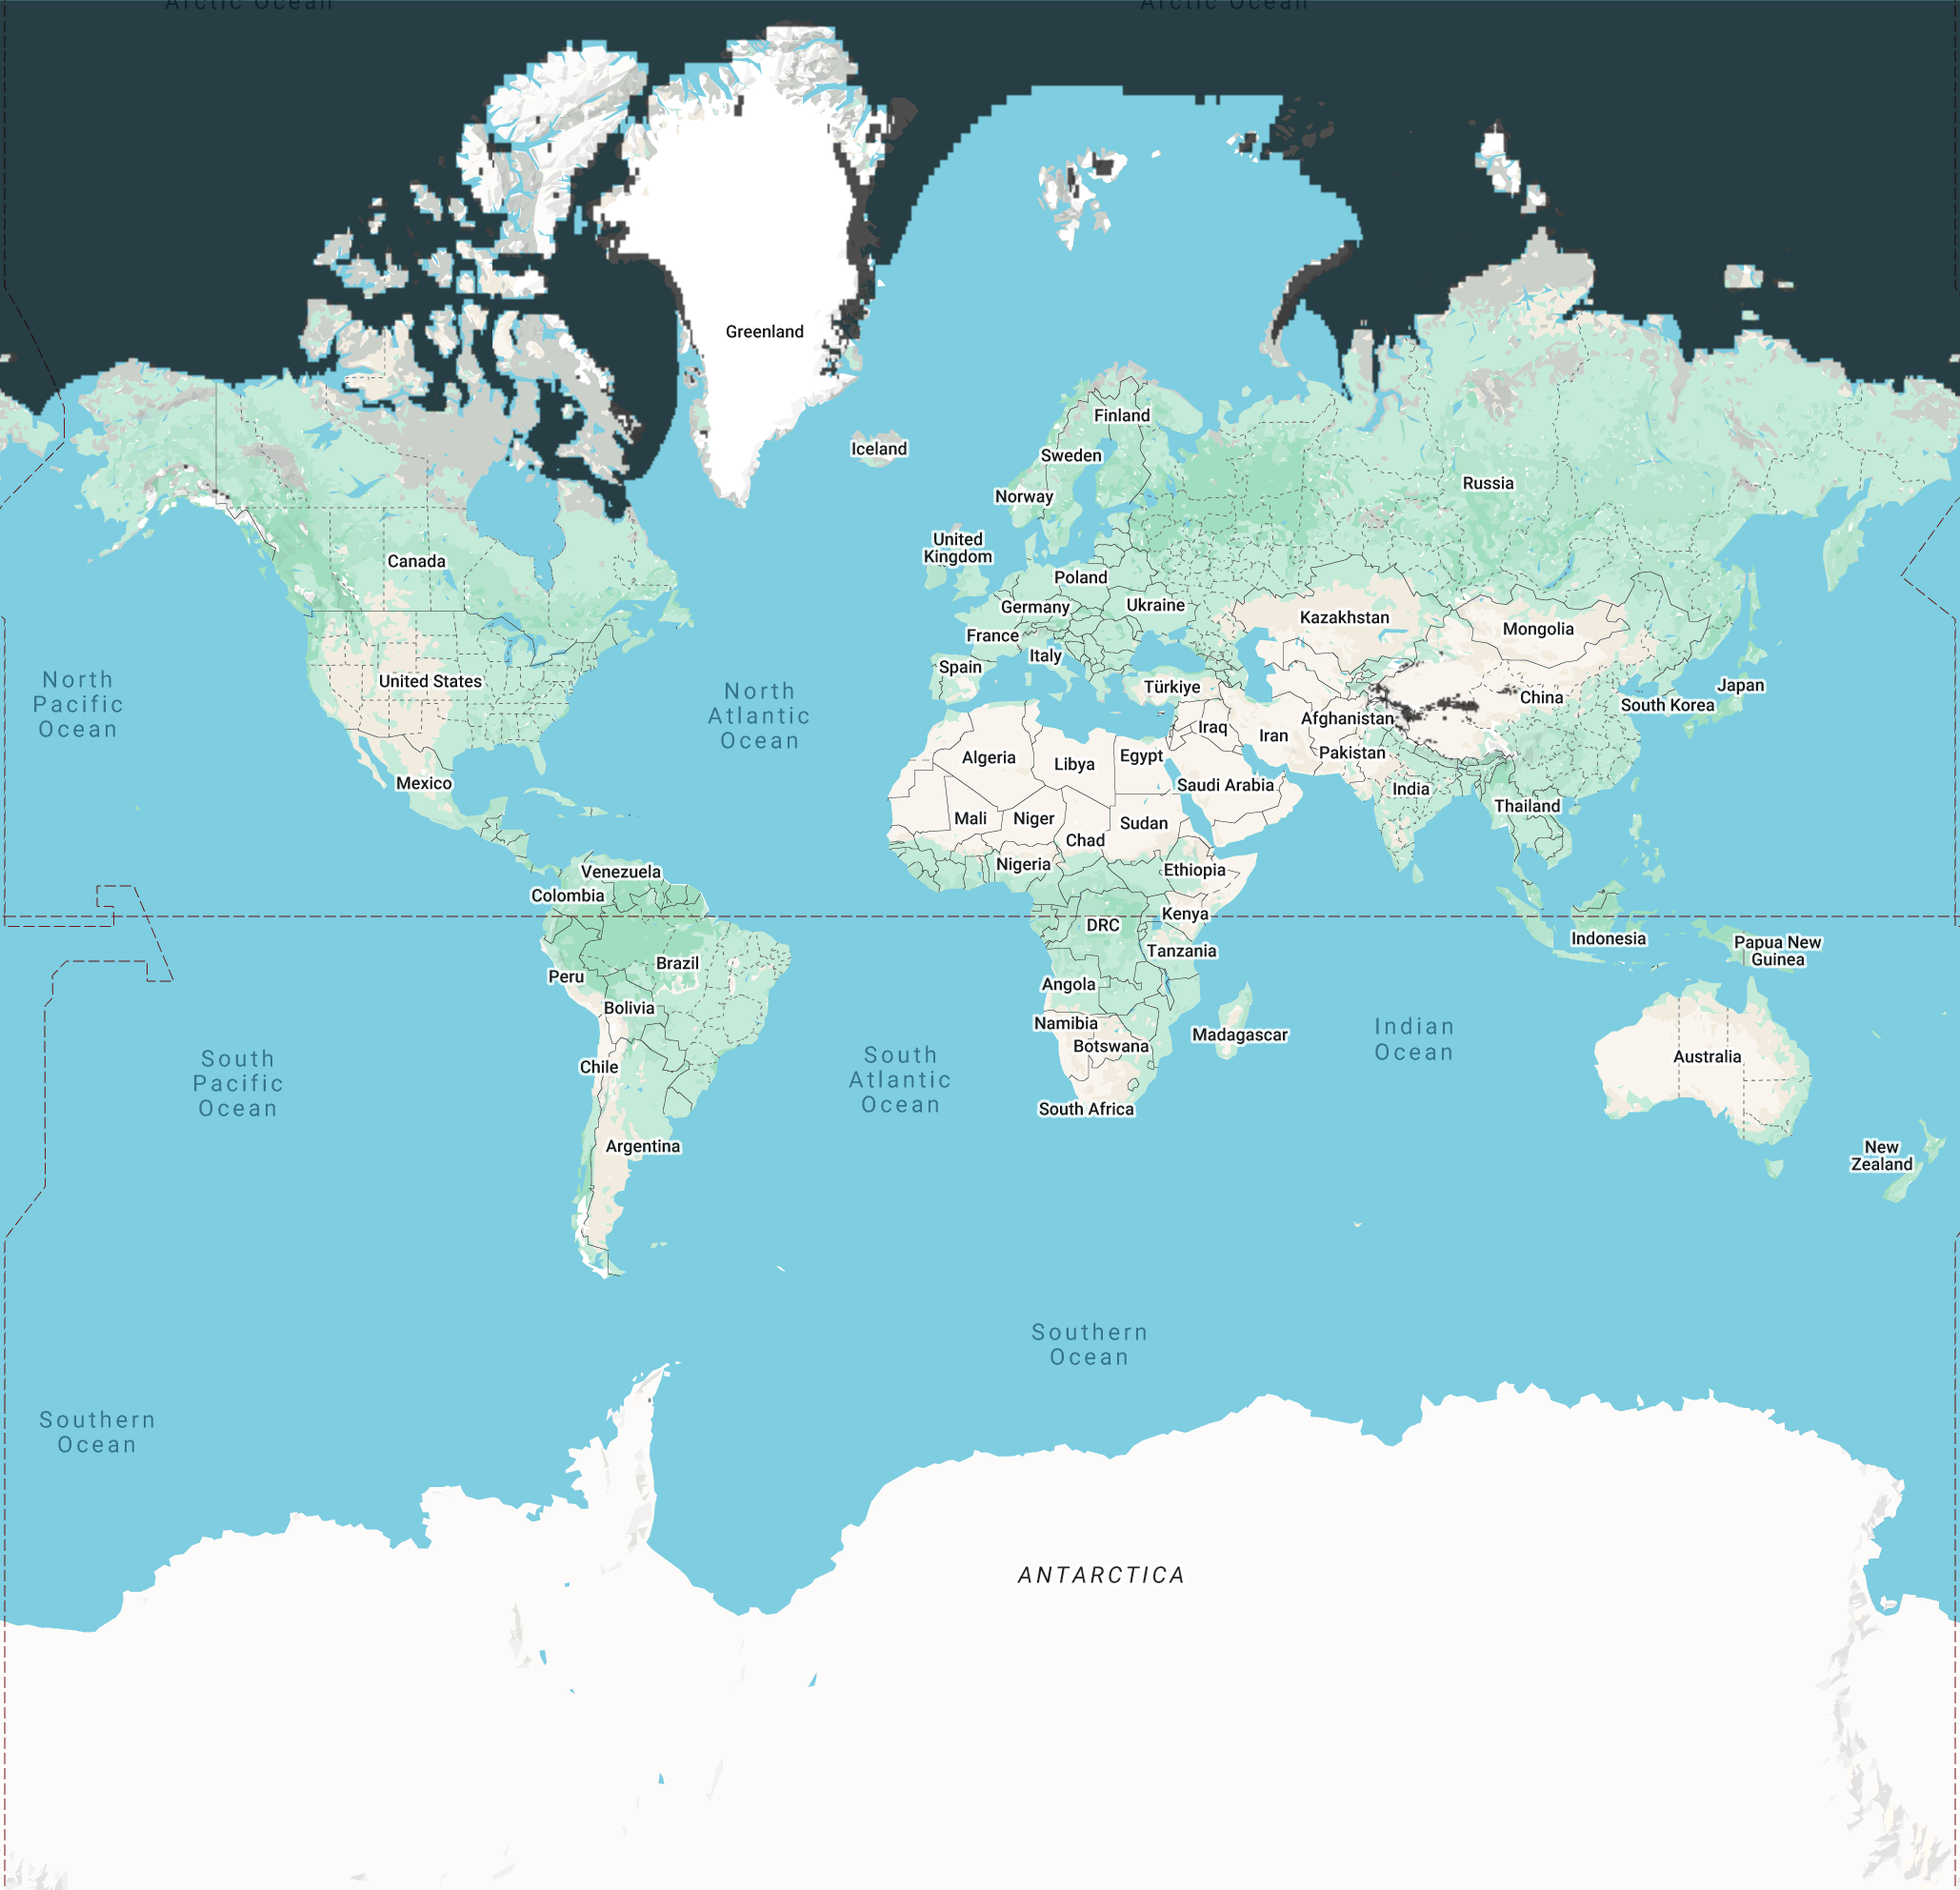 Arctic Ocean
Arctic Ocean
Greenland
Finland
Iceland
Sweden
Russia
Norway
United
Kingdom
Canada
Poland
Germany
Ukraine
Kazakhstan
France
Mongolia
Italy
Spain
United States
Türkiye
Japan
North
Pacific
Ocean
North
Atlantic
Ocean
China
South Korea
Afghanistan
Iraq
Iran
Pakistan
Algeria
Libya
Egypt
Mexico
Saudi Arabia
India
Thailand
Mali
Niger
Sudan
Chad
Nigeria
Ethiopia
Venezuela
Colombia
Kenya
DRC
Indonesia
Papua New
Guinea
Tanzania
Brazil
Peru
Angola
Bolivia
Namibia
Madagascar
Botswana
Indian
Ocean
Australia
Chile
South
Pacific
Ocean
South
Atlantic
Ocean
South Africa
Argentina
New
Zealand
Southern
Ocean
Southern
Ocean
ANTARCTICA